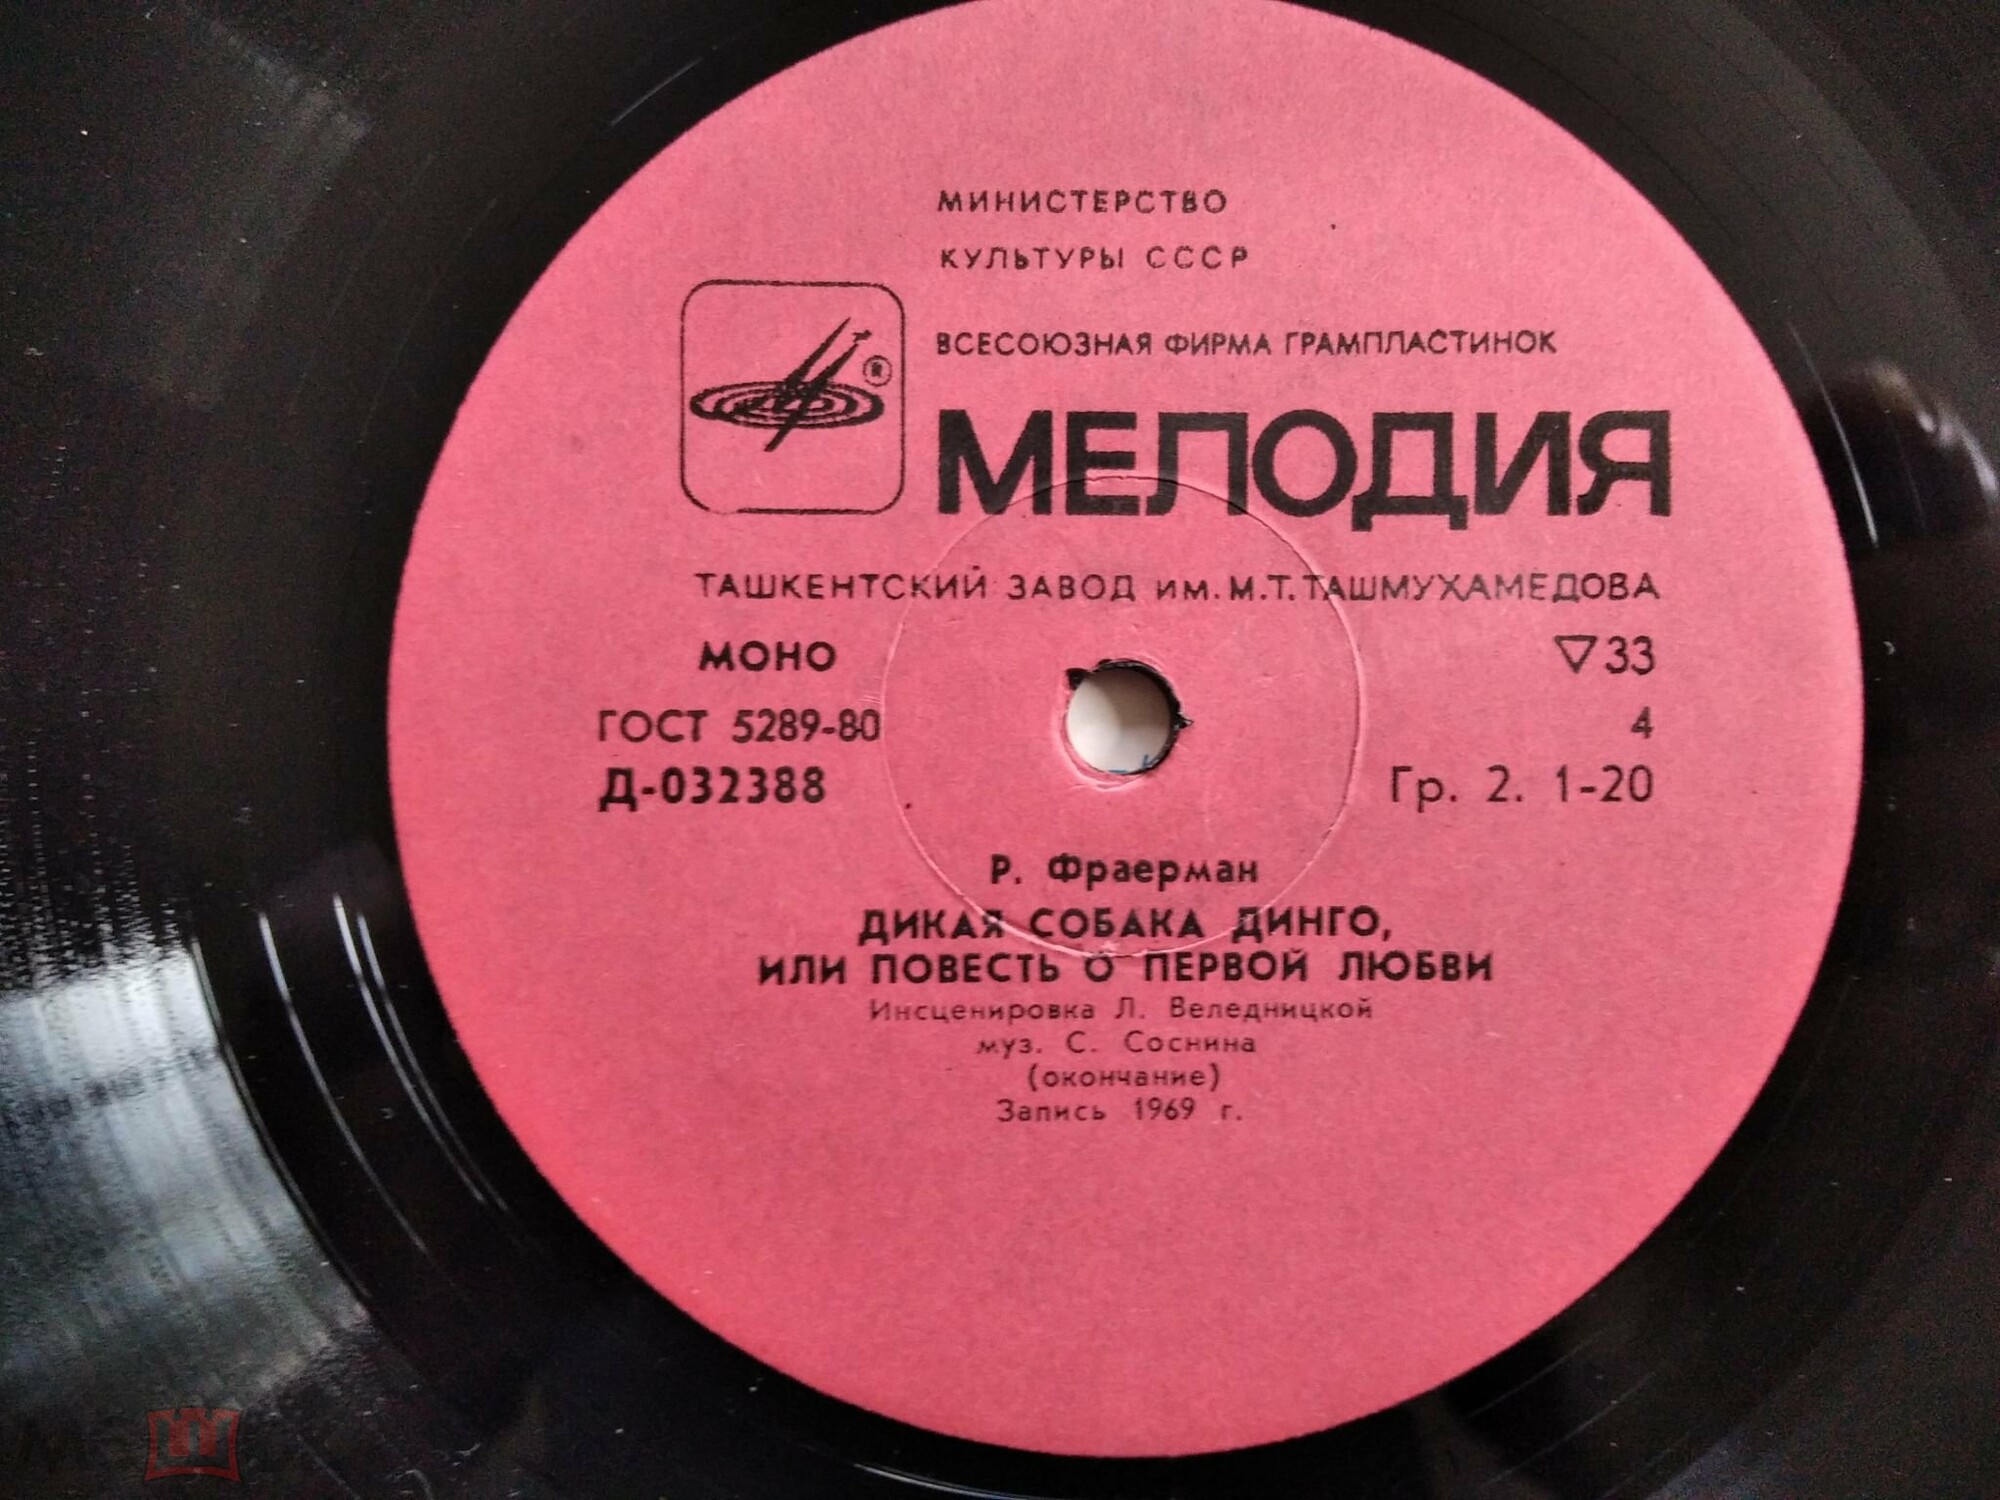 МИНИСТЕРСТВО
КУЛЬТУРЫ СССР
ВСЕСОЮЗНАЯ ФИРМА ГРАМПЛАСТИНОК
®
МЕЛОДИЯ
ТАШКЕНТСКИЙ ЗАВОД им. М.Т. ТАШМУХАМЕДОВА
МОНО ▽33
ГОСТ 5289-80 4
Д-032388 Гр. 2. 1-20
Р. Фраерман
ДИКАЯ СОБАКА ДИНГО,
ИЛИ ПОВЕСТЬ О ПЕРВОЙ ЛЮБВИ
Инсценировка Л. Веледницкой
муз. С. Соснина
(окончание)
Запись 1969 г.